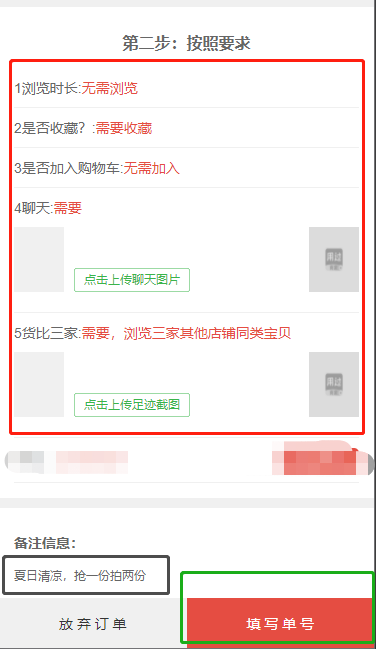 第二步：按照要求
1浏览时长:无需浏览
2是否收藏？:需要收藏
3是否加入购物车:无需加入
4聊天:需要
点击上传聊天图片
5货比三家:需要，浏览三家其他店铺同类宝贝
点击上传足迹截图
备注信息：
夏日清凉，抢一份拍两份
放弃订单
填写单号